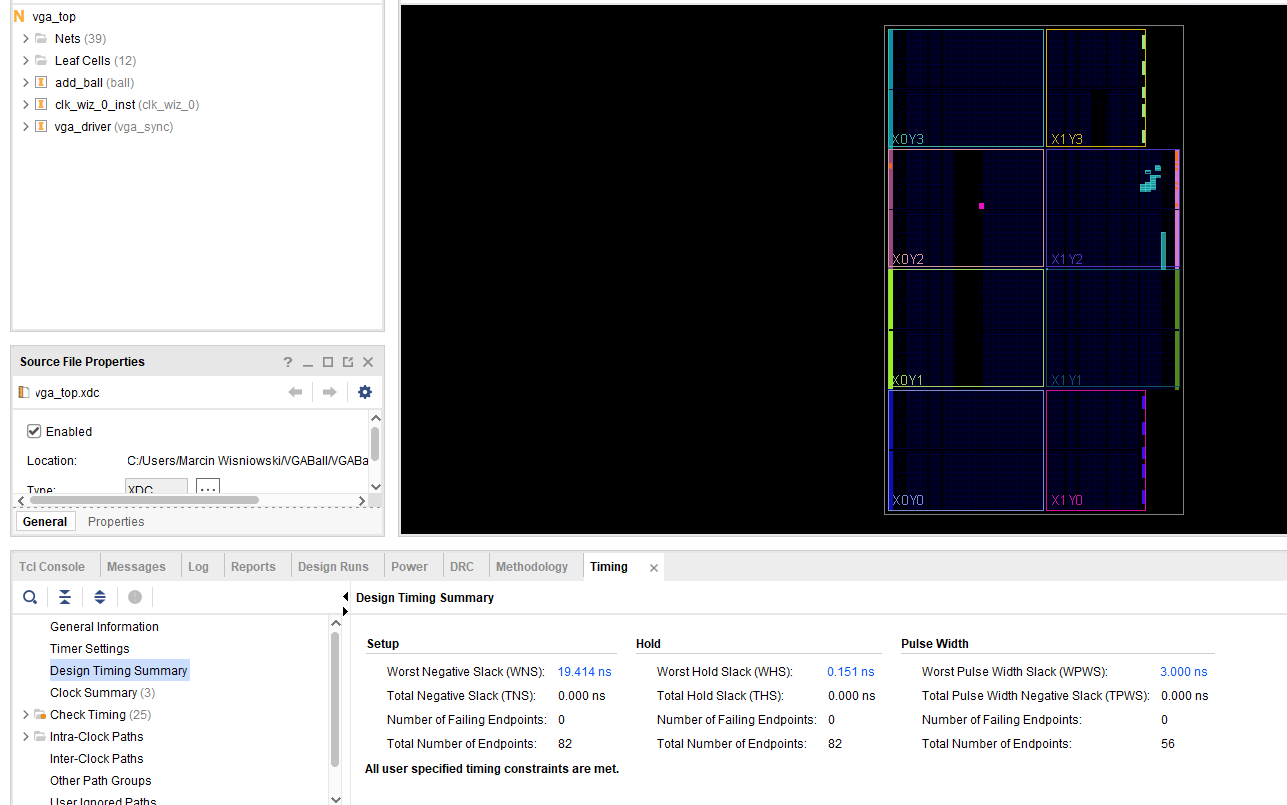 vga_top
Nets (39)
Leaf Cells (12)
add_ball (ball)
clk_wiz_0_inst (clk_wiz_0)
vga_driver (vga_sync)
X0Y3
X1Y3
X0Y2
X1Y2
X0Y1
X1Y1
X0Y0
X1Y0
Source File Properties
vga_top.xdc
Enabled
Location: C:/Users/Marcin Wisniowski/VGABall/VGABa
Type: XDC ...
General Properties
Tcl Console Messages Log Reports Design Runs Power DRC Methodology Timing
General Information
Timer Settings
Design Timing Summary
Clock Summary (3)
Check Timing (25)
Intra-Clock Paths
Inter-Clock Paths
Other Path Groups
User Ignored Paths
Design Timing Summary
Setup Hold Pulse Width
Worst Negative Slack (WNS): 19.414 ns Worst Hold Slack (WHS): 0.151 ns Worst Pulse Width Slack (WPWS): 3.000 ns
Total Negative Slack (TNS): 0.000 ns Total Hold Slack (THS): 0.000 ns Total Pulse Width Negative Slack (TPWS): 0.000 ns
Number of Failing Endpoints: 0 Number of Failing Endpoints: 0 Number of Failing Endpoints: 0
Total Number of Endpoints: 82 Total Number of Endpoints: 82 Total Number of Endpoints: 56
All user specified timing constraints are met.